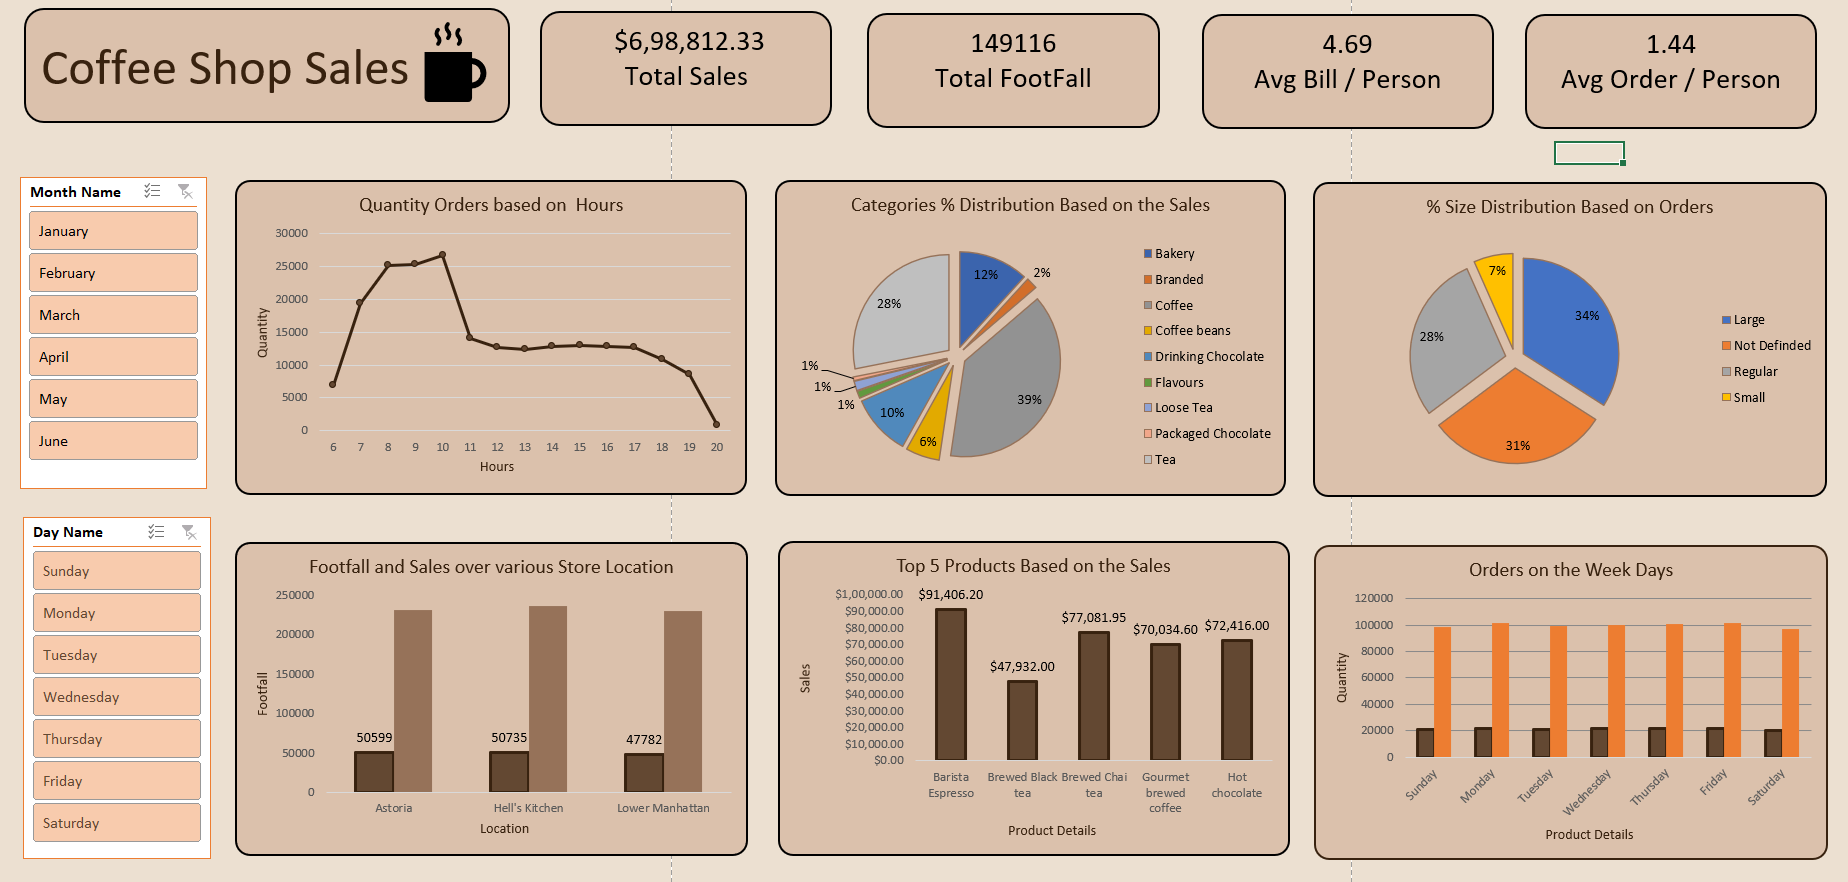 Coffee Shop Sales
$6,98,812.33
Total Sales
149116
Total FootFall
4.69
Avg Bill / Person
1.44
Avg Order / Person
Month Name
January
February
March
April
May
June
Quantity Orders based on  Hours
30000
25000
20000
15000
10000
5000
0
Quantity
6 7 8 9 10 11 12 13 14 15 16 17 18 19 20
Hours
Categories % Distribution Based on the Sales
12%
2%
39%
6%
10%
1%
1%
1%
28%
Bakery
Branded
Coffee
Coffee beans
Drinking Chocolate
Flavours
Loose Tea
Packaged Chocolate
Tea
% Size Distribution Based on Orders
34%
31%
28%
7%
Large
Not Definded
Regular
Small
Day Name
Sunday
Monday
Tuesday
Wednesday
Thursday
Friday
Saturday
Footfall and Sales over various Store Location
250000
200000
150000
100000
50000
0
Footfall
50599
50735
47782
Astoria
Hell's Kitchen
Lower Manhattan
Location
Top 5 Products Based on the Sales
$1,00,000.00
$90,000.00
$80,000.00
$70,000.00
$60,000.00
$50,000.00
$40,000.00
$30,000.00
$20,000.00
$10,000.00
$0.00
Sales
$91,406.20
$47,932.00
$77,081.95
$70,034.60
$72,416.00
Barista
Espresso
Brewed Black
tea
Brewed Chai
tea
Gourmet
brewed
coffee
Hot
chocolate
Product Details
Orders on the Week Days
120000
100000
80000
60000
40000
20000
0
Quantity
Sunday
Monday
Tuesday
Wednesday
Thursday
Friday
Saturday
Product Details